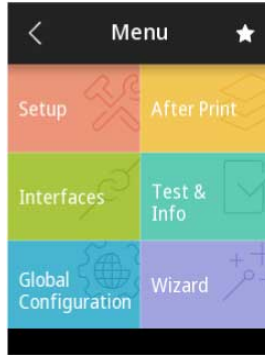 Menu
Setup
After Print
Interfaces
Test &
Info
Global
Configuration
Wizard